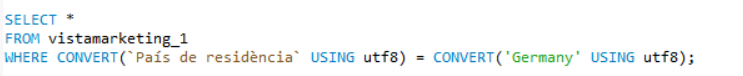 SELECT *
FROM vistamarketing_1
WHERE CONVERT(`País de residència` USING utf8) = CONVERT('Germany' USING utf8);